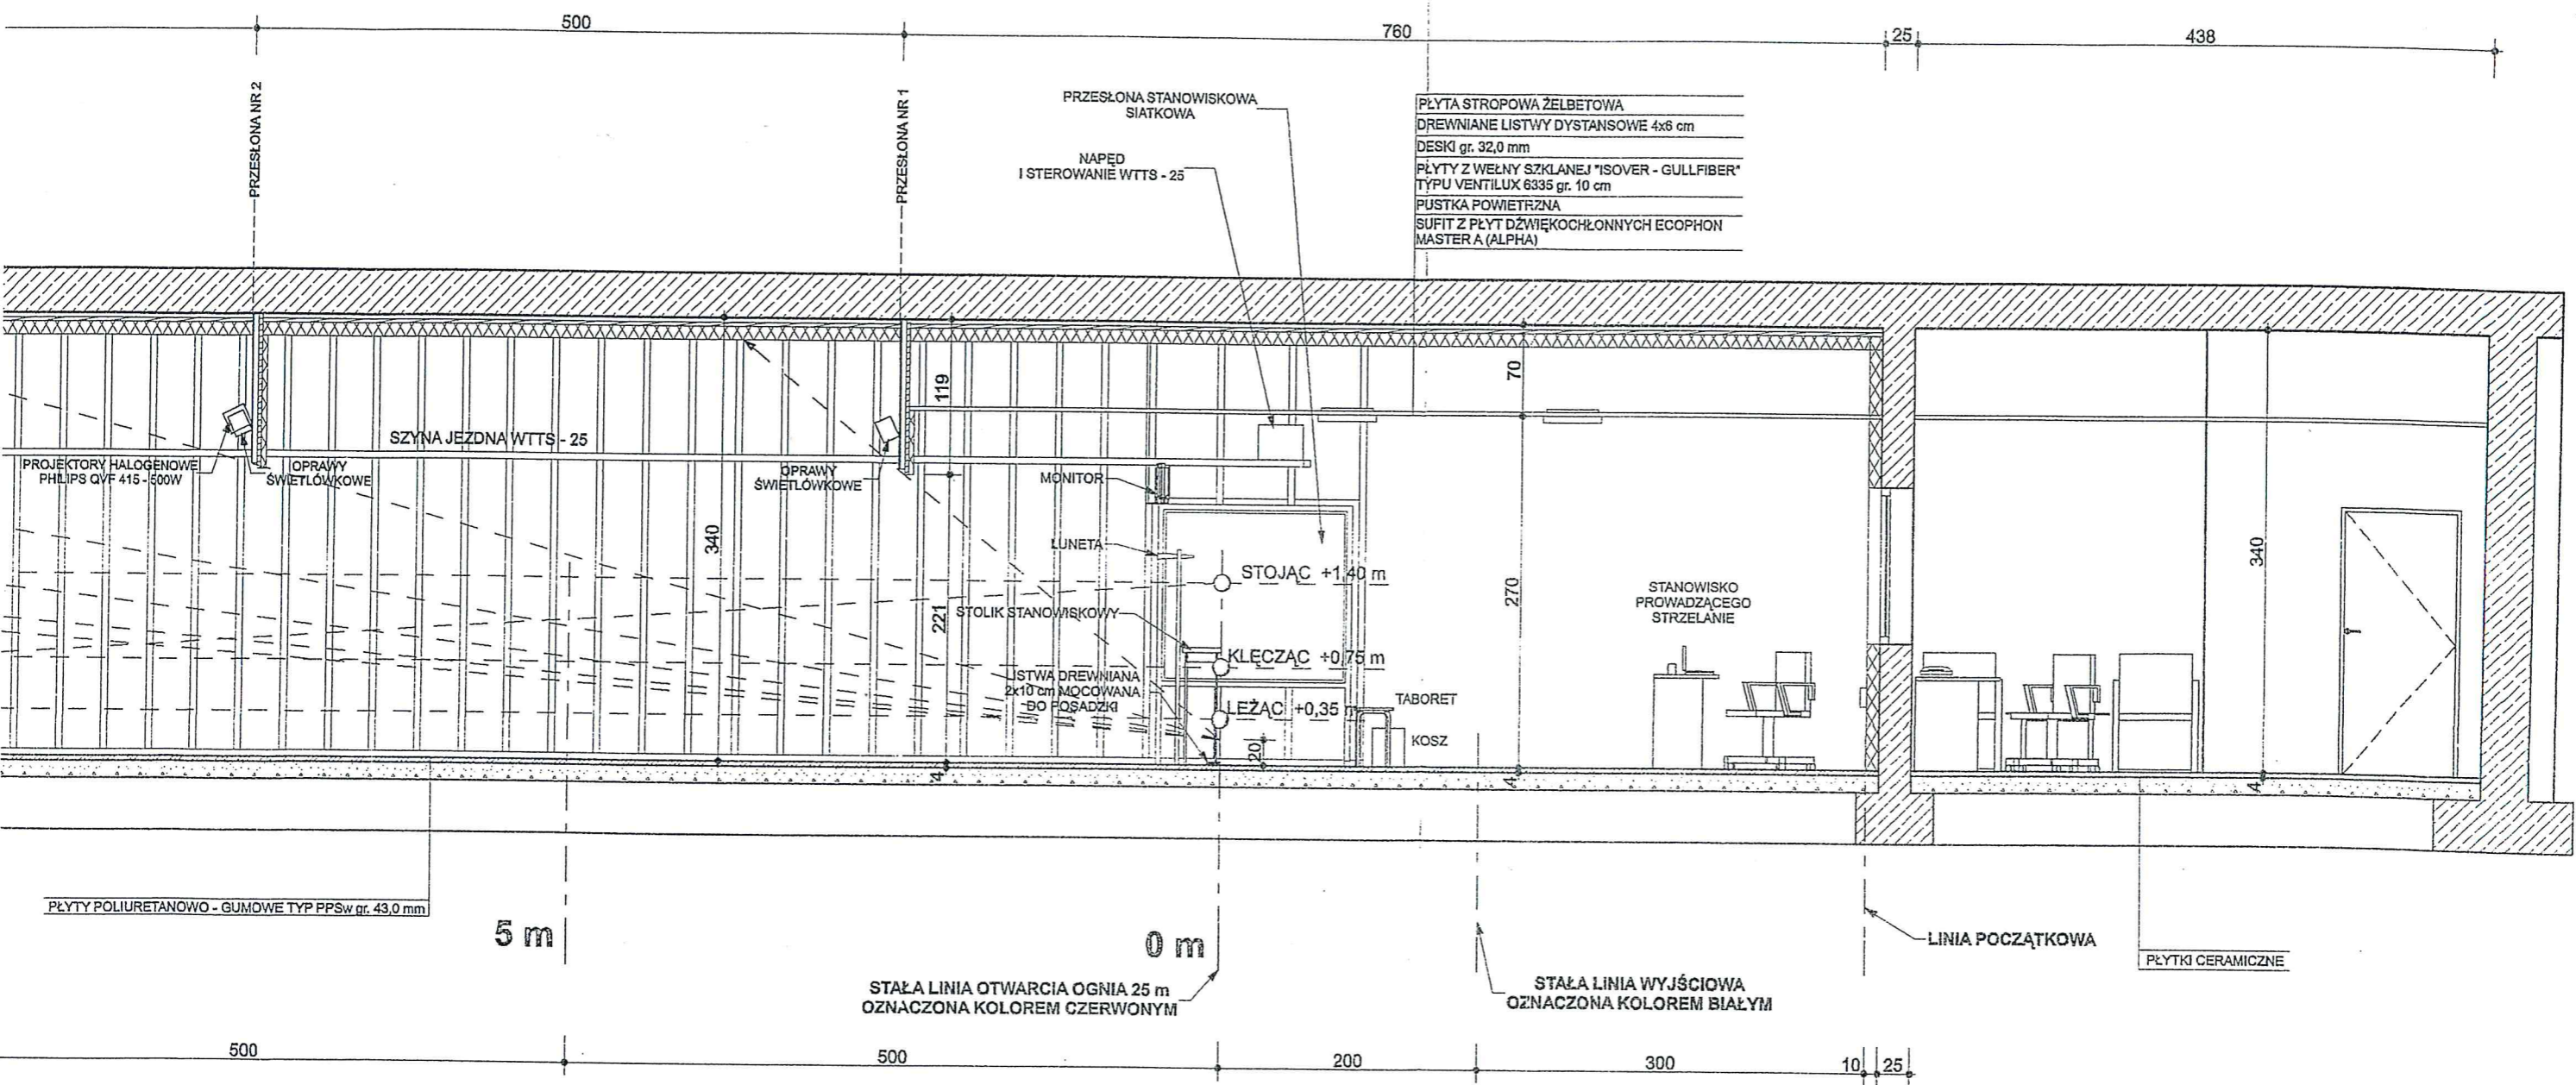 500
760
25
438
PRZESŁONA NR 2
PRZESŁONA NR 1
PRZESŁONA STANOWISKOWA
SIATKOWA
NAPĘD
I STEROWANIE WTTS - 25
PŁYTA STROPOWA ŻELBETOWA
DREWNIANE LISTWY DYSTANSOWE 4x6 cm
DESKI gr. 32,0 mm
PŁYTY Z WEŁNY SZKLANEJ "ISOVER - GULLFIBER"
TYPU VENTILUX 6335 gr. 10 cm
PUSTKA POWIETRZNA
SUFIT Z PŁYT DŹWIĘKOCHŁONNYCH ECOPHON
MASTER A (ALPHA)
119
70
SZYNA JEZDNA WTTS - 25
PROJEKTORY HALOGENOWE
PHILIPS QVF 415 - 500W
OPRAWY
ŚWIETLÓWKOWE
OPRAWY
ŚWIETLÓWKOWE
MONITOR
340
LUNETA
STOJĄC +1,40 m
221
STOLIK STANOWISKOWY
270
STANOWISKO
PROWADZĄCEGO
STRZELANIE
340
KLĘCZĄC +0,75 m
LISTWA DREWNIANA
2x10 cm MOCOWANA
DO POSADZKI
LEŻĄC +0,35 m
TABORET
KOSZ
20
4
4
4
PŁYTY POLIURETANOWO - GUMOWE TYP PPSw gr. 43,0 mm
5 m
0 m
LINIA POCZĄTKOWA
PŁYTKI CERAMICZNE
STAŁA LINIA OTWARCIA OGNIA 25 m
OZNACZONA KOLOREM CZERWONYM
STAŁA LINIA WYJŚCIOWA
OZNACZONA KOLOREM BIAŁYM
500
500
200
300
10
25